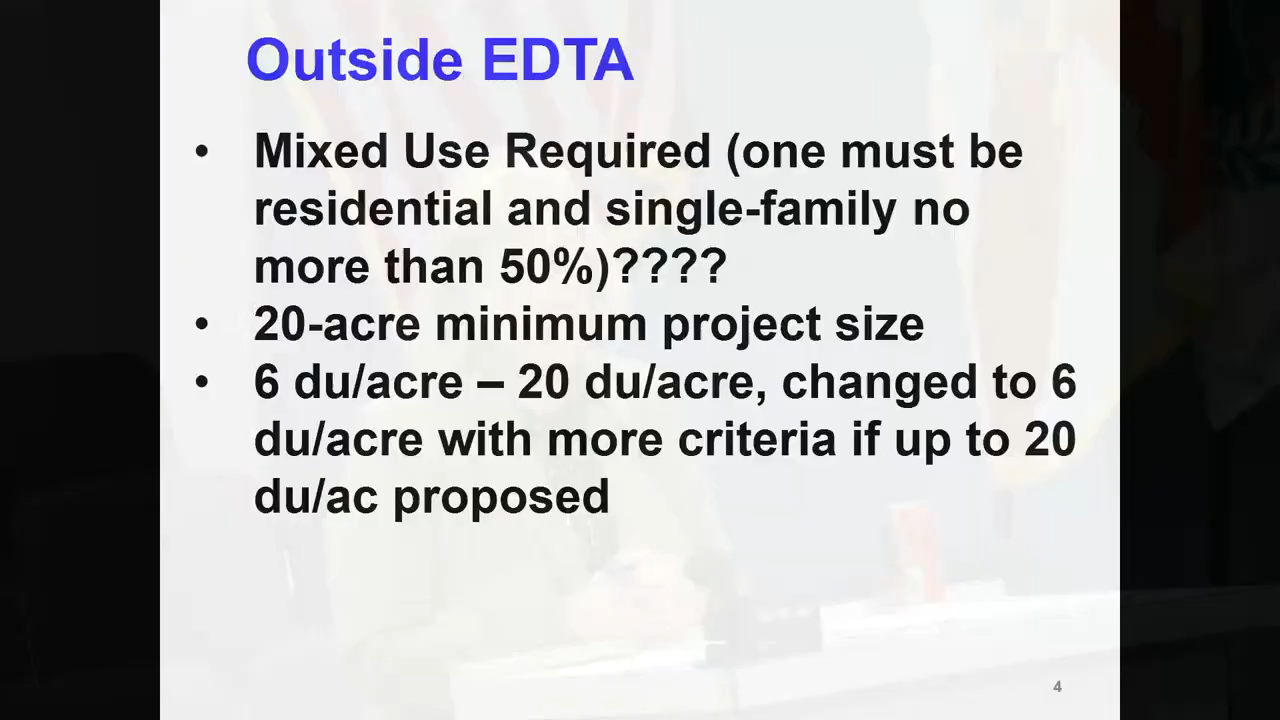 Outside EDTA
• Mixed Use Required (one must be
residential and single-family no
more than 50%)????
• 20-acre minimum project size
• 6 du/acre – 20 du/acre, changed to 6
du/acre with more criteria if up to 20
du/ac proposed
4